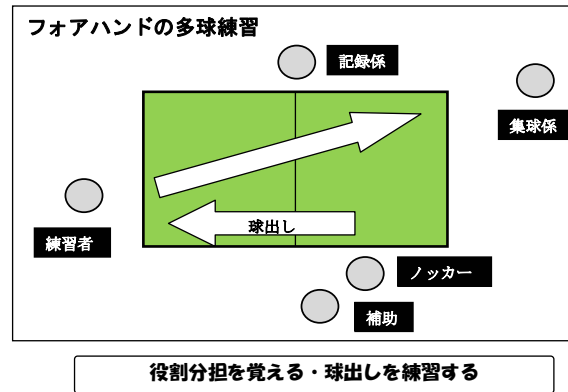 フォアハンドの多球練習
記録係
集球係
球出し
練習者
ノッカー
補助
役割分担を覚える・球出しを練習する